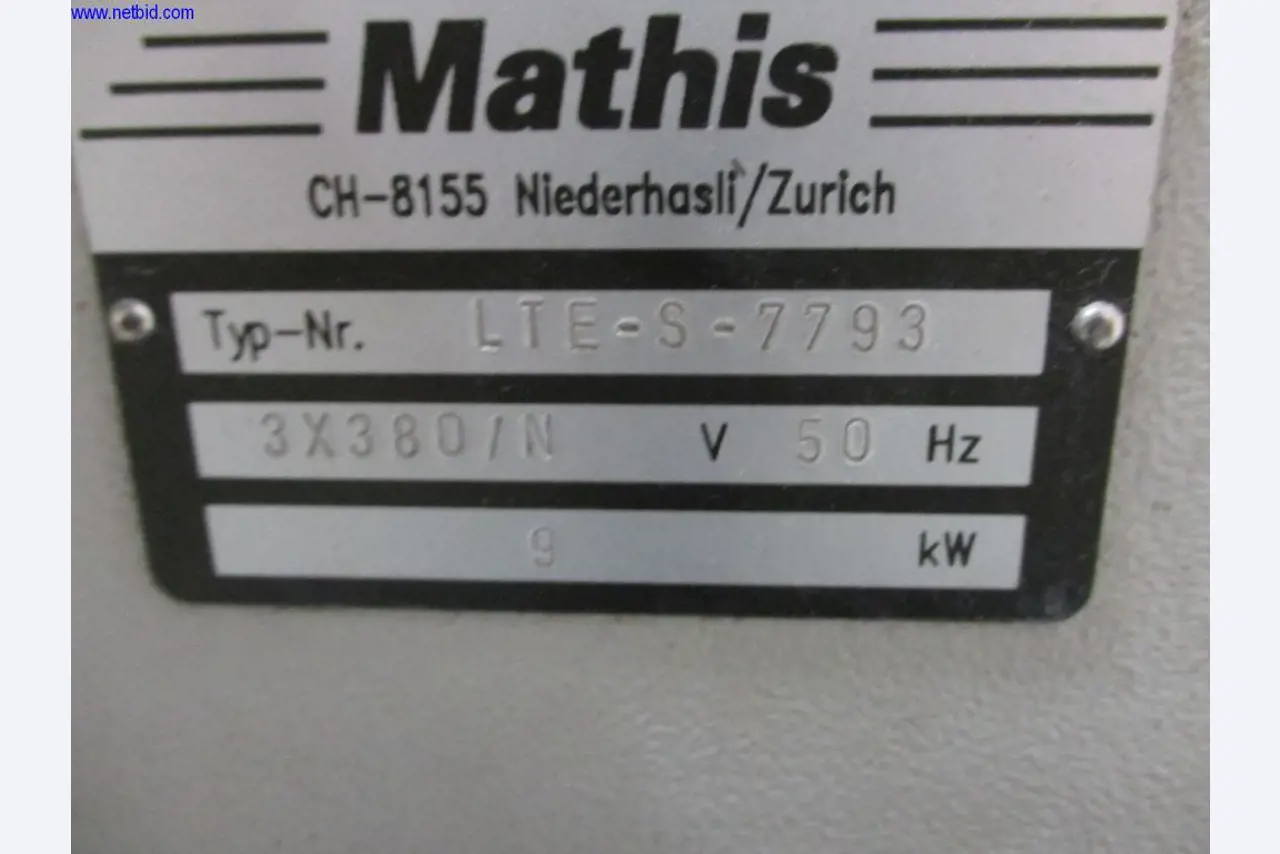 www.netbid.com
Mathis
CH-8155 Niederhasli/Zurich
Typ-Nr. LTE-S-7793
3X380/N V 50 Hz
9 kW